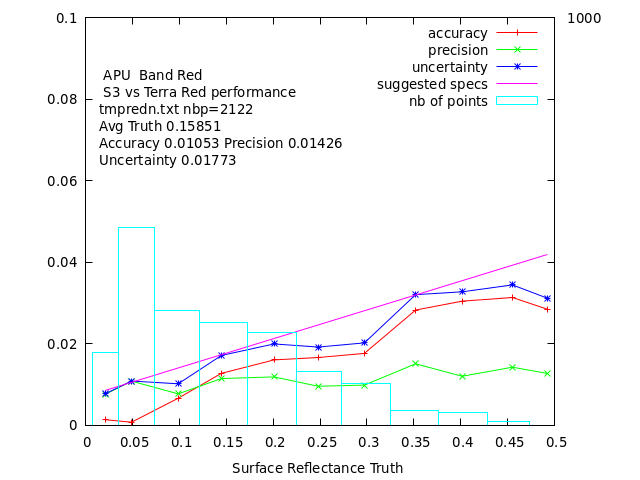 0.1
1000
accuracy
precision
uncertainty
suggested specs
nb of points
APU Band Red
S3 vs Terra Red performance
tmpredn.txt nbp=2122
Avg Truth 0.15851
Accuracy 0.01053 Precision 0.01426
Uncertainty 0.01773
0.08
0.06
0.04
0.02
0
0 0.05 0.1 0.15 0.2 0.25 0.3 0.35 0.4 0.45 0.5
Surface Reflectance Truth